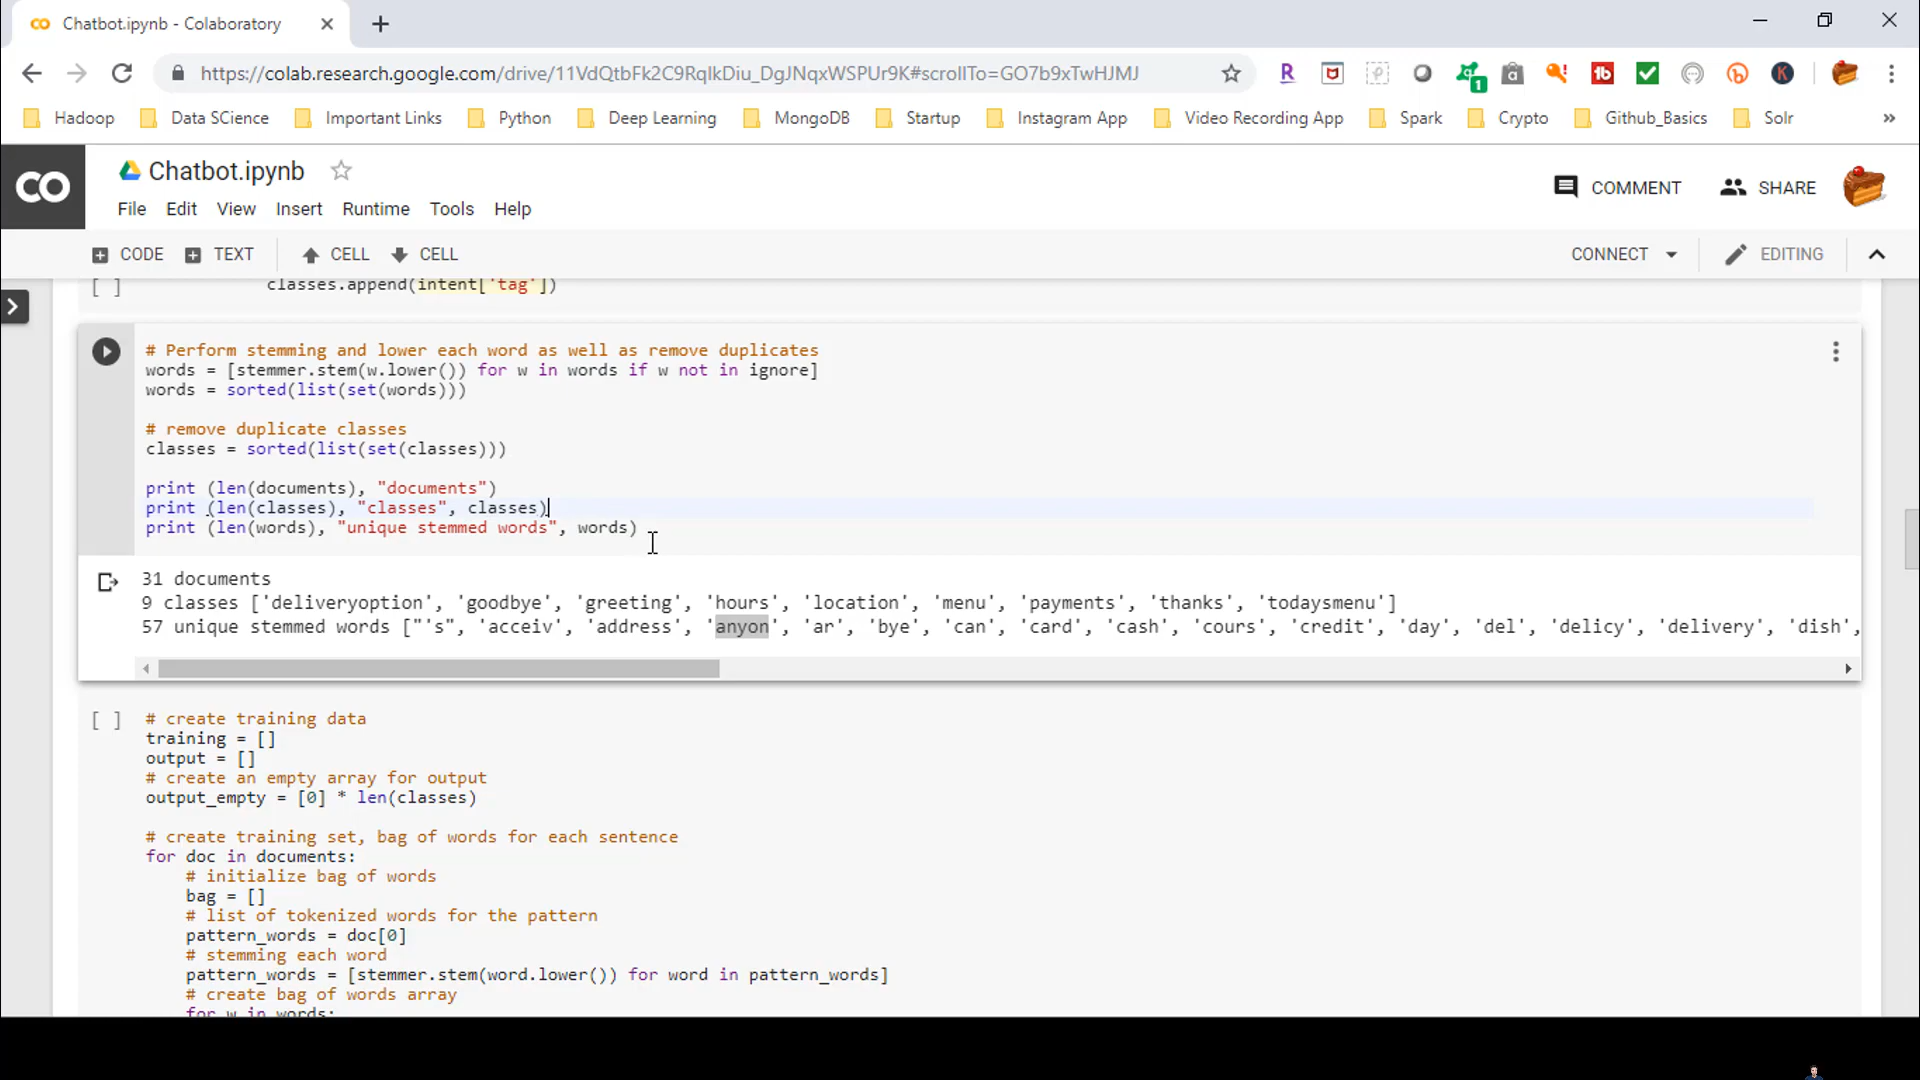 Chatbot.ipynb - Colaboratory
https://colab.research.google.com/drive/11VdQtbFk2C9RqIkDiu_DgJNqxWSPUr9K#scrollTo=GO7b9xTwHJMJ
Hadoop Data SCience Important Links Python Deep Learning MongoDB Startup Instagram App Video Recording App Spark Crypto Github_Basics Solr »
CO Chatbot.ipynb
COMMENT SHARE
File Edit View Insert Runtime Tools Help
CODE TEXT CELL CELL CONNECT EDITING
[ ] classes.append(intent['tag'])
# Perform stemming and lower each word as well as remove duplicates
words = [stemmer.stem(w.lower()) for w in words if w not in ignore]
words = sorted(list(set(words)))
# remove duplicate classes
classes = sorted(list(set(classes)))
print (len(documents), "documents")
print (len(classes), "classes", classes)
print (len(words), "unique stemmed words", words)
31 documents
9 classes ['deliveryoption', 'goodbye', 'greeting', 'hours', 'location', 'menu', 'payments', 'thanks', 'todaysmenu']
57 unique stemmed words ["'s", 'acceiv', 'address', 'anyon', 'ar', 'bye', 'can', 'card', 'cash', 'cours', 'credit', 'day', 'del', 'delicy', 'delivery', 'dish',
[ ] # create training data
training = []
output = []
# create an empty array for output
output_empty = [0] * len(classes)
# create training set, bag of words for each sentence
for doc in documents:
# initialize bag of words
bag = []
# list of tokenized words for the pattern
pattern_words = doc[0]
# stemming each word
pattern_words = [stemmer.stem(word.lower()) for word in pattern_words]
# create bag of words array
for w in words: